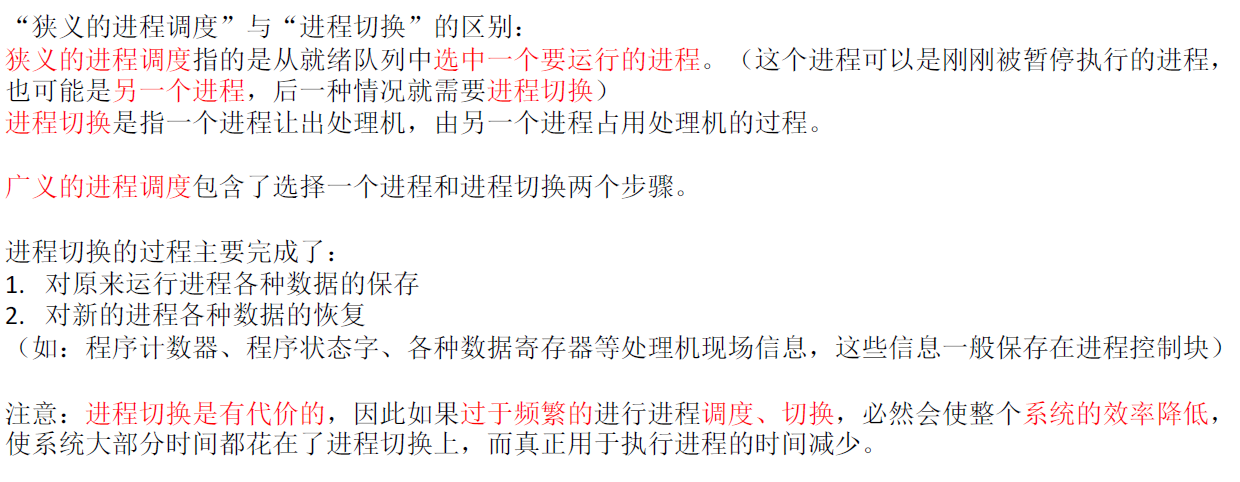 “狭义的进程调度”与“进程切换”的区别：
狭义的进程调度指的是从就绪队列中选中一个要运行的进程。（这个进程可以是刚刚被暂停执行的进程，
也可能是另一个进程，后一种情况就需要进程切换）
进程切换是指一个进程让出处理机，由另一个进程占用处理机的过程。
广义的进程调度包含了选择一个进程和进程切换两个步骤。
进程切换的过程主要完成了：
1. 对原来运行进程各种数据的保存
2. 对新的进程各种数据的恢复
（如：程序计数器、程序状态字、各种数据寄存器等处理机现场信息，这些信息一般保存在进程控制块）
注意：进程切换是有代价的，因此如果过于频繁的进行进程调度、切换，必然会使整个系统的效率降低，
使系统大部分时间都花在了进程切换上，而真正用于执行进程的时间减少。